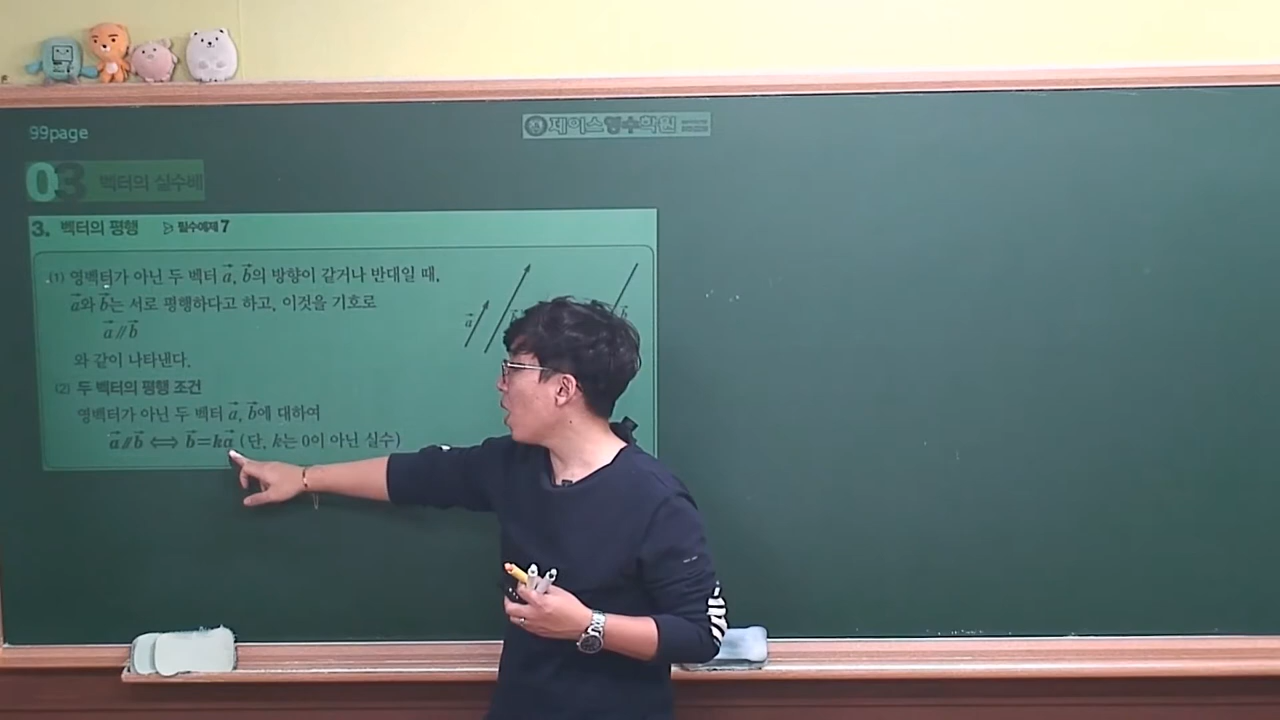 99page
제이스영수학원
03 벡터의 실수배
3. 벡터의 평행 ▷ 필수예제 7
(1) 영벡터가 아닌 두 벡터 a⃗, b⃗의 방향이 같거나 반대일 때,
a⃗와 b⃗는 서로 평행하다고 하고, 이것을 기호로
a⃗ // b⃗
와 같이 나타낸다.
(2) 두 벡터의 평행 조건
영벡터가 아닌 두 벡터 a⃗, b⃗에 대하여
a⃗ // b⃗ ⟺ b⃗=ka⃗ (단, k는 0이 아닌 실수)
a⃗
b⃗